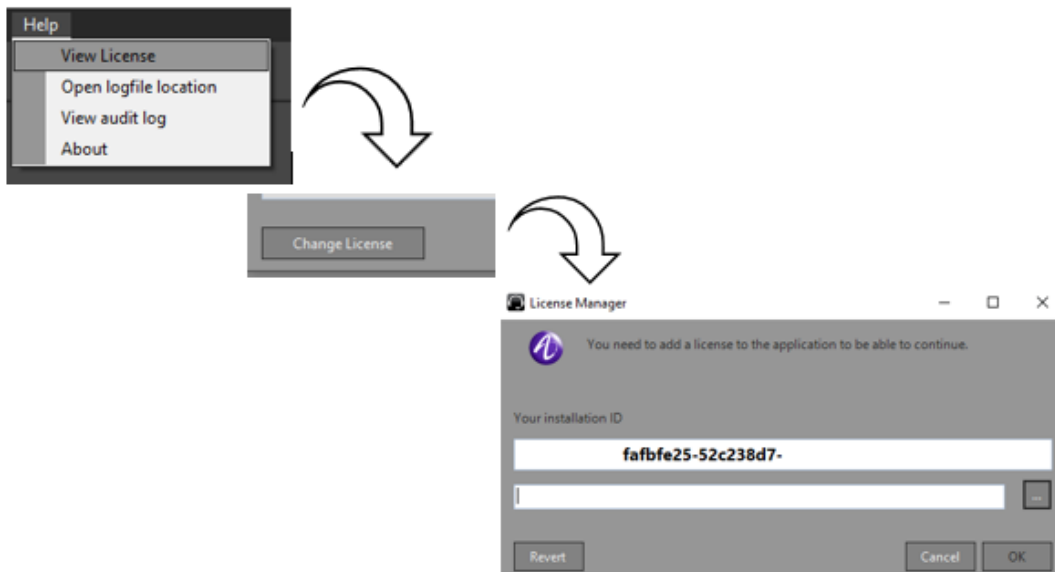 Help
View License
Open logfile location
View audit log
About
Change License
License Manager
You need to add a license to the application to be able to continue.
Your installation ID
fafbfe25-52c238d7-
...
Revert
Cancel
OK